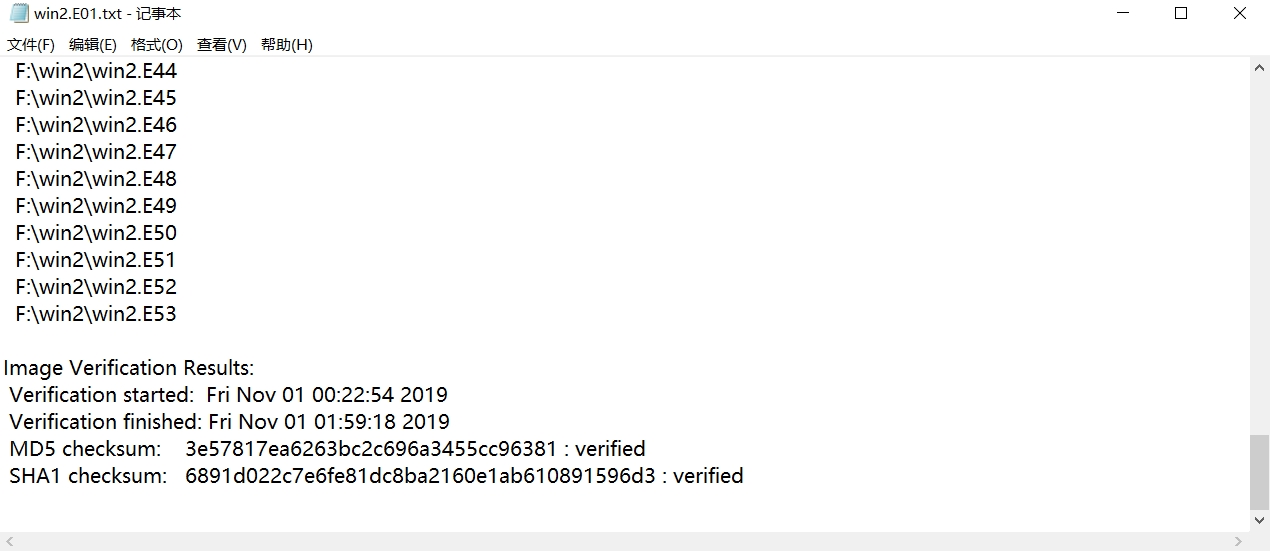 win2.E01.txt - 记事本
文件(F) 编辑(E) 格式(O) 查看(V) 帮助(H)
F:\win2\win2.E44
F:\win2\win2.E45
F:\win2\win2.E46
F:\win2\win2.E47
F:\win2\win2.E48
F:\win2\win2.E49
F:\win2\win2.E50
F:\win2\win2.E51
F:\win2\win2.E52
F:\win2\win2.E53
Image Verification Results:
Verification started:  Fri Nov 01 00:22:54 2019
Verification finished: Fri Nov 01 01:59:18 2019
MD5 checksum:    3e57817ea6263bc2c696a3455cc96381 : verified
SHA1 checksum:   6891d022c7e6fe81dc8ba2160e1ab610891596d3 : verified